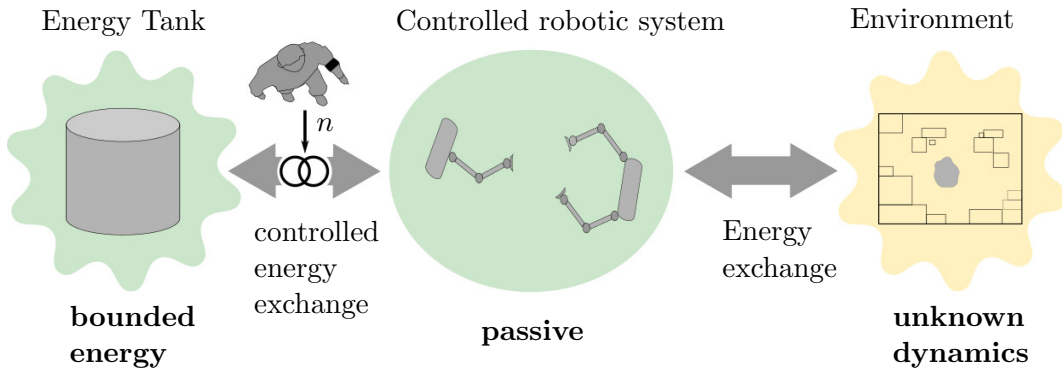 Energy Tank
Controlled robotic system
Environment
n
controlled
energy
exchange
Energy
exchange
bounded
energy
passive
unknown
dynamics